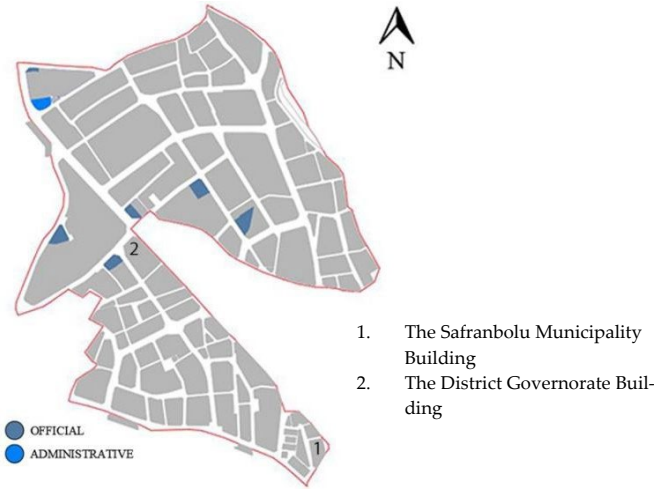 N
2
1. The Safranbolu Municipality
Building
2. The District Governorate Buil-
ding
OFFICIAL
1
ADMINISTRATIVE